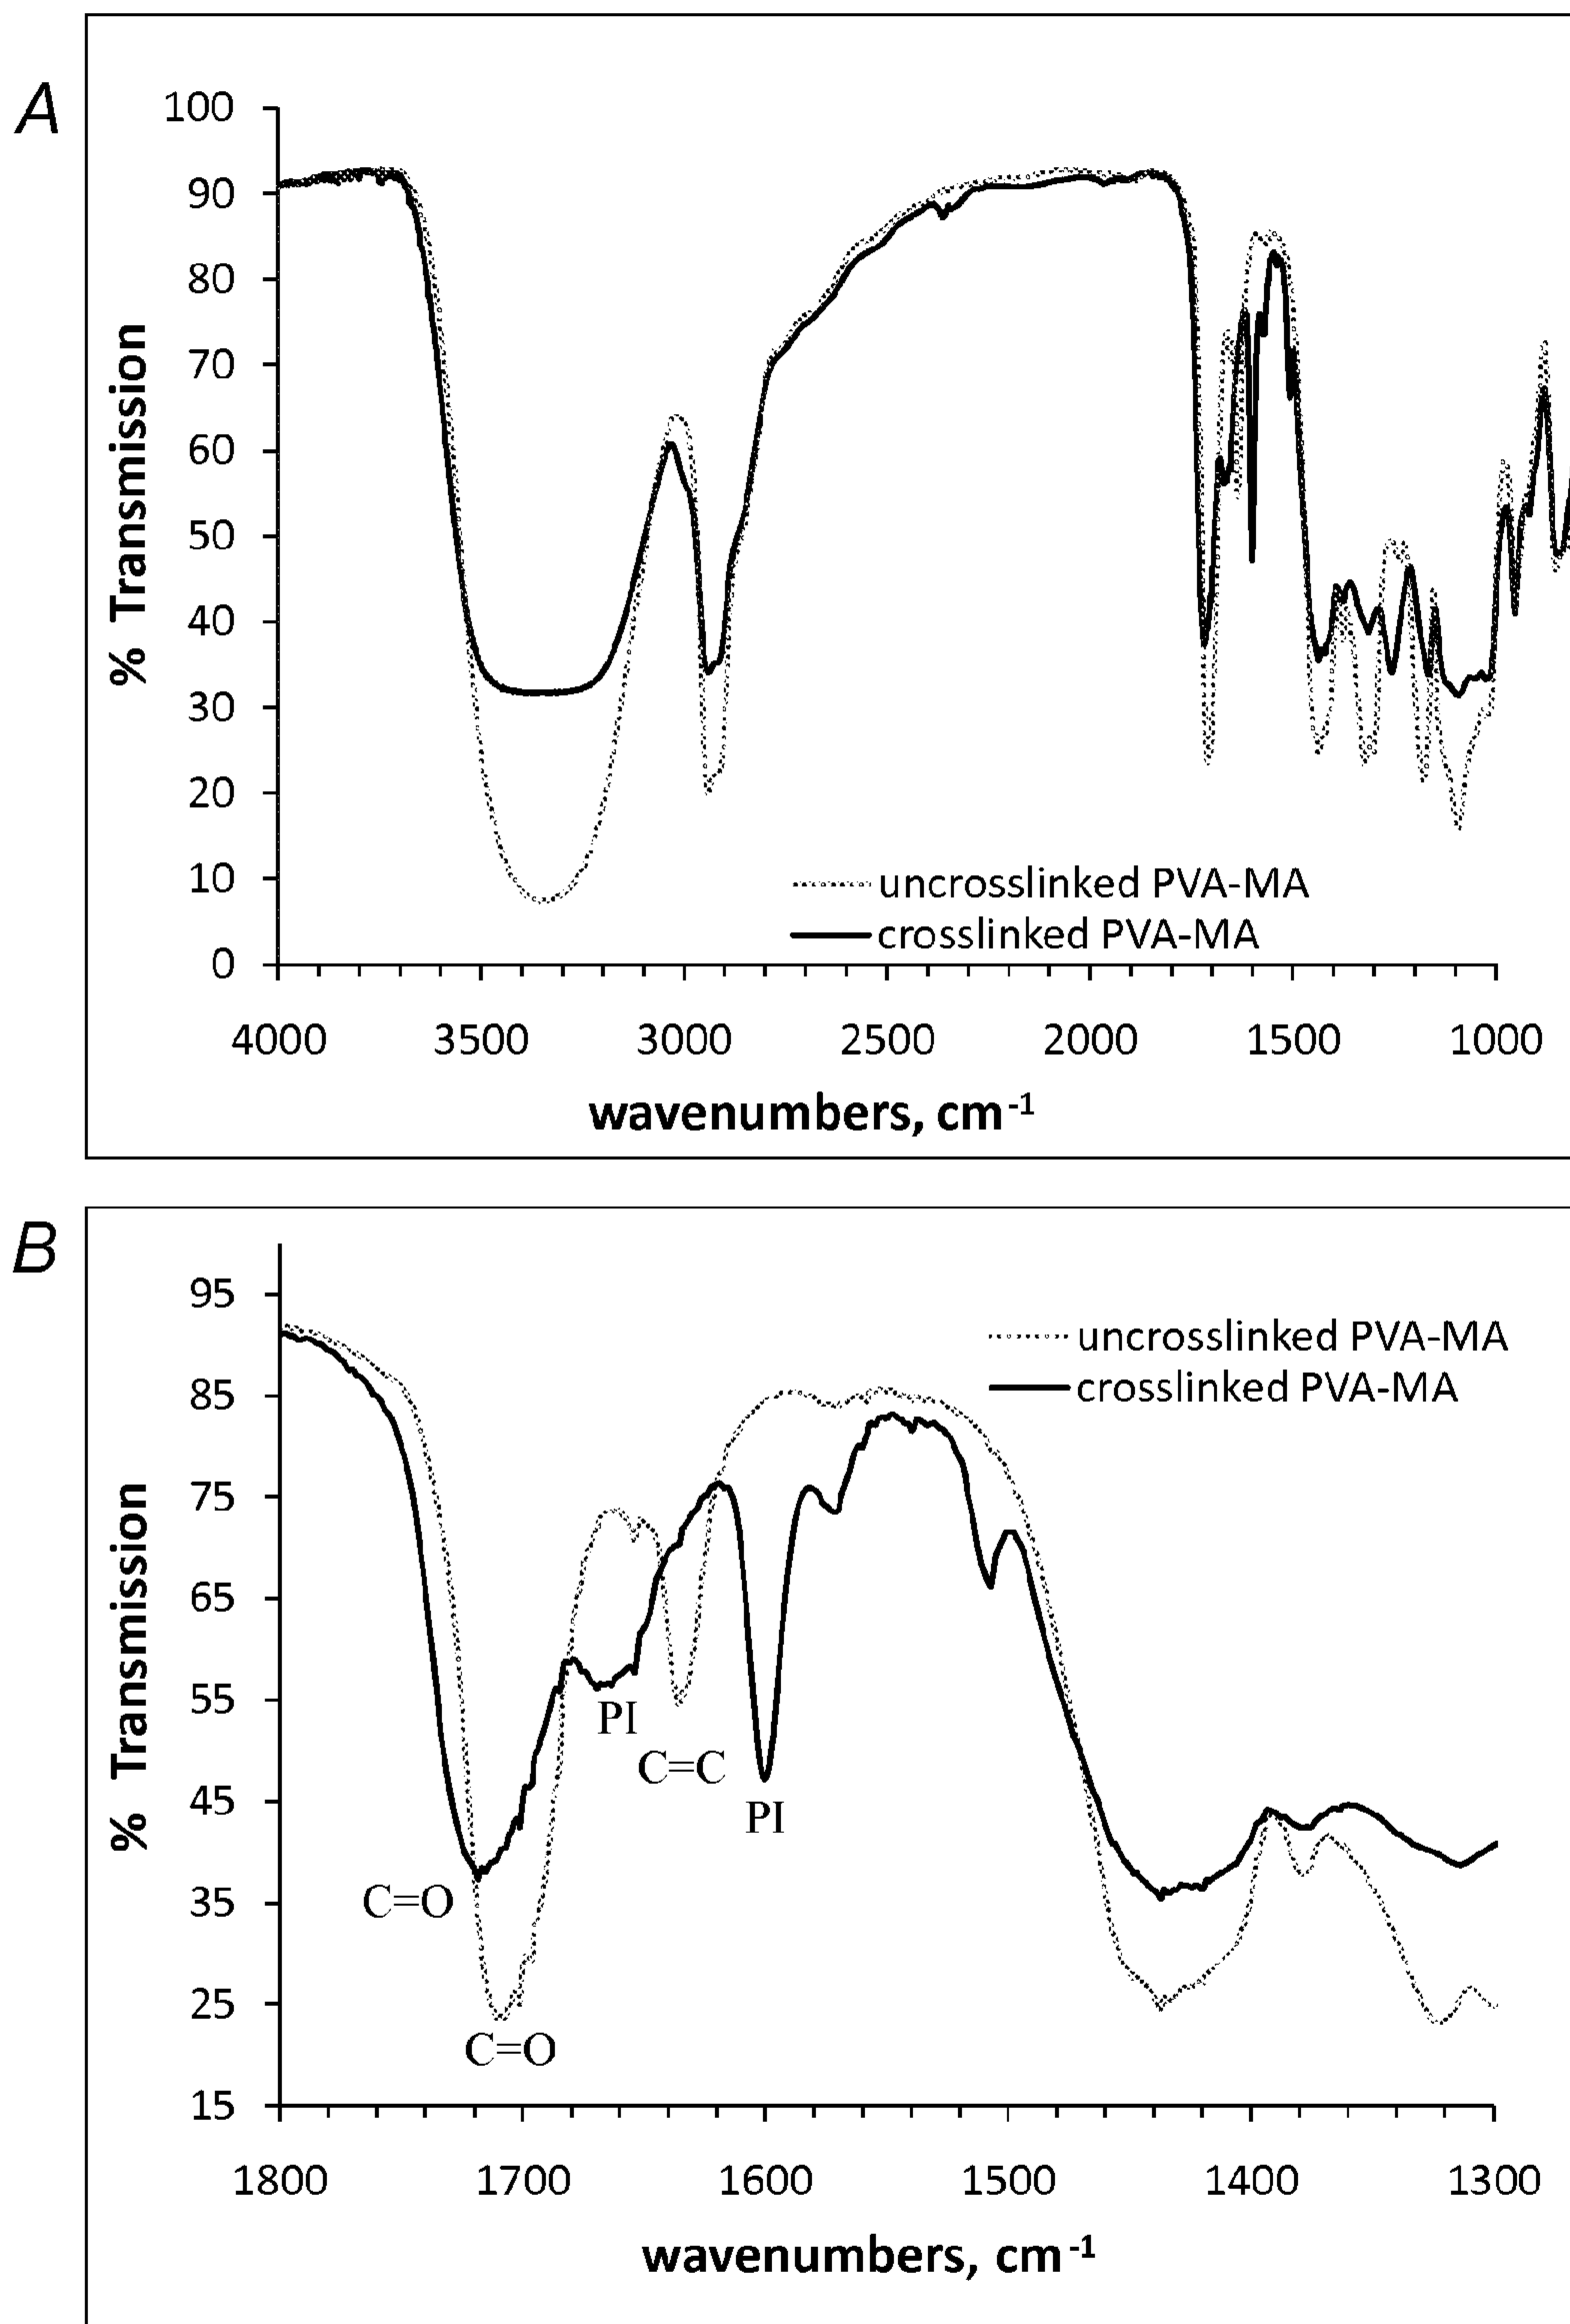 A
100
90
80
70
60
50
40
30
20
10
0
% Transmission
uncrosslinked PVA-MA
crosslinked PVA-MA
4000 3500 3000 2500 2000 1500 1000
wavenumbers, cm-1
B
95
85
75
65
55
45
35
25
15
% Transmission
uncrosslinked PVA-MA
crosslinked PVA-MA
PI
C=C
PI
C=O
C=O
1800 1700 1600 1500 1400 1300
wavenumbers, cm-1